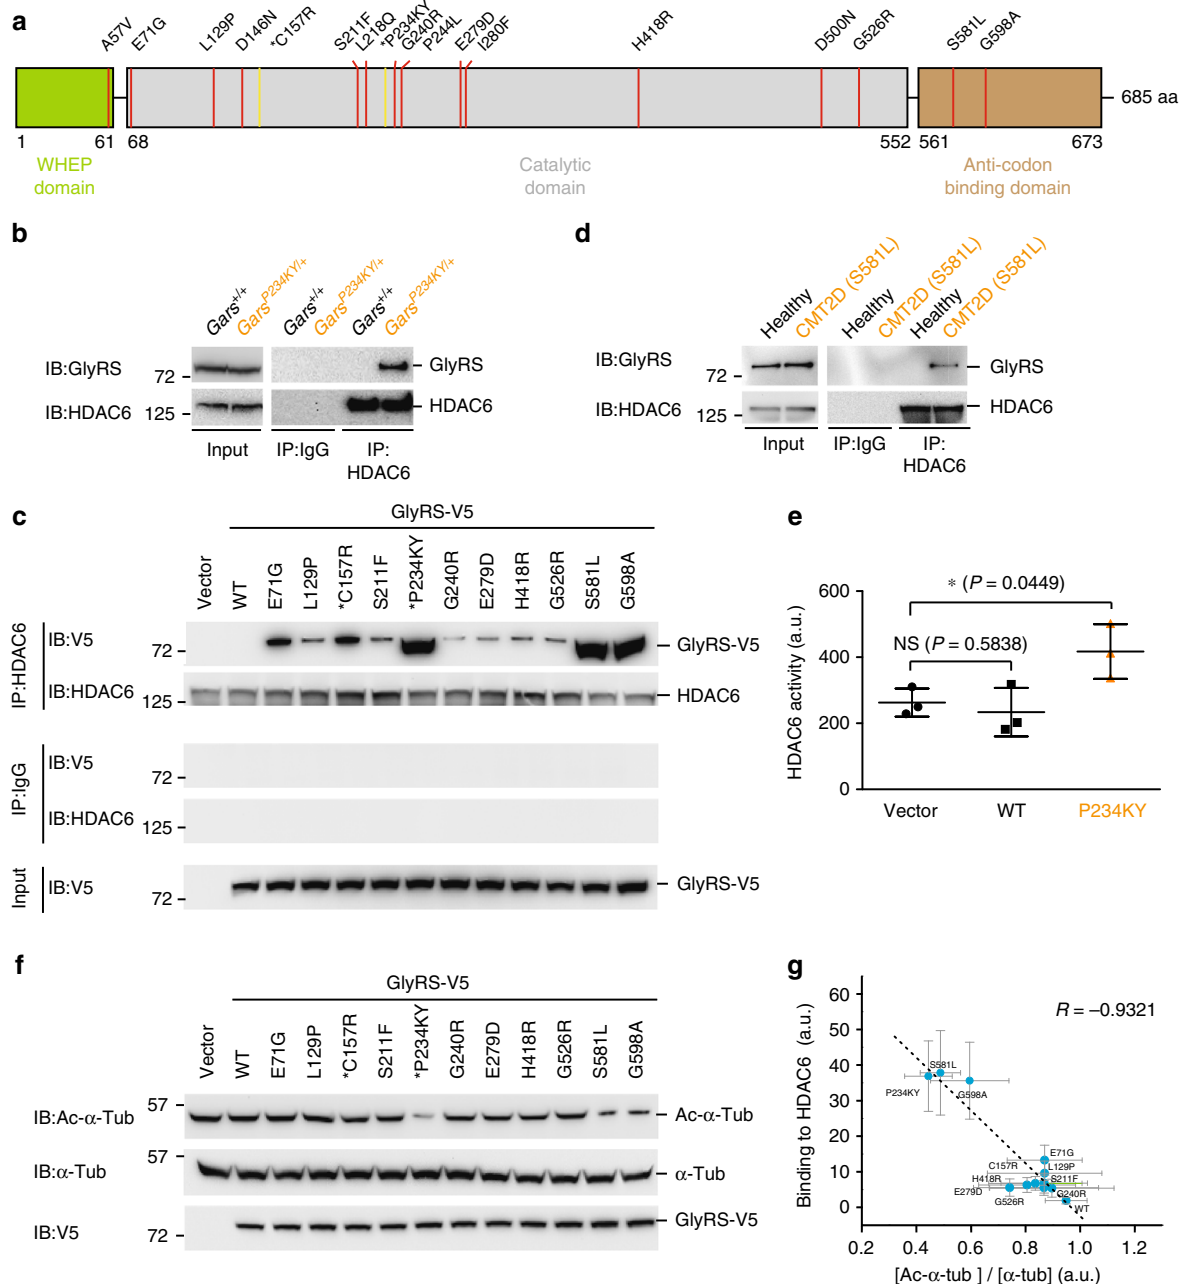 a
A57V E71G L129P D146N *C157R S211F L218Q *P234KY G240R P244L E279D I280F H418R D500N G526R S581L G598A
685 aa
1 61 68 552 561 673
WHEP domain
Catalytic domain
Anti-codon binding domain
b
Gars+/+ GarsP234KY/+ Gars+/+ GarsP234KY/+ Gars+/+ GarsP234KY/+
IB:GlyRS 72 GlyRS
IB:HDAC6 125 HDAC6
Input IP:IgG IP: HDAC6
d
Healthy CMT2D (S581L) Healthy CMT2D (S581L) Healthy CMT2D (S581L)
IB:GlyRS 72 GlyRS
IB:HDAC6 125 HDAC6
Input IP:IgG IP: HDAC6
c
GlyRS-V5
Vector WT E71G L129P *C157R S211F *P234KY G240R E279D H418R G526R S581L G598A
IP:HDAC6
IB:V5 72 GlyRS-V5
IB:HDAC6 125 HDAC6
IP:IgG
IB:V5 72
IB:HDAC6 125
Input
IB:V5 72 GlyRS-V5
e
HDAC6 activity (a.u.)
600
400
200
0
* (P = 0.0449)
NS (P = 0.5838)
Vector WT P234KY
f
GlyRS-V5
Vector WT E71G L129P *C157R S211F *P234KY G240R E279D H418R G526R S581L G598A
IB:Ac-α-Tub 57 Ac-α-Tub
IB:α-Tub 57 α-Tub
IB:V5 72 GlyRS-V5
g
Binding to HDAC6 (a.u.)
60
50
40
30
20
10
0
R = –0.9321
S581L
P234KY
G598A
E71G
C157R
L129P
H418R
S211F
E279D
G240R
G526R
WT
0.2 0.4 0.6 0.8 1.0 1.2
[Ac-α-tub ] / [α-tub] (a.u.)